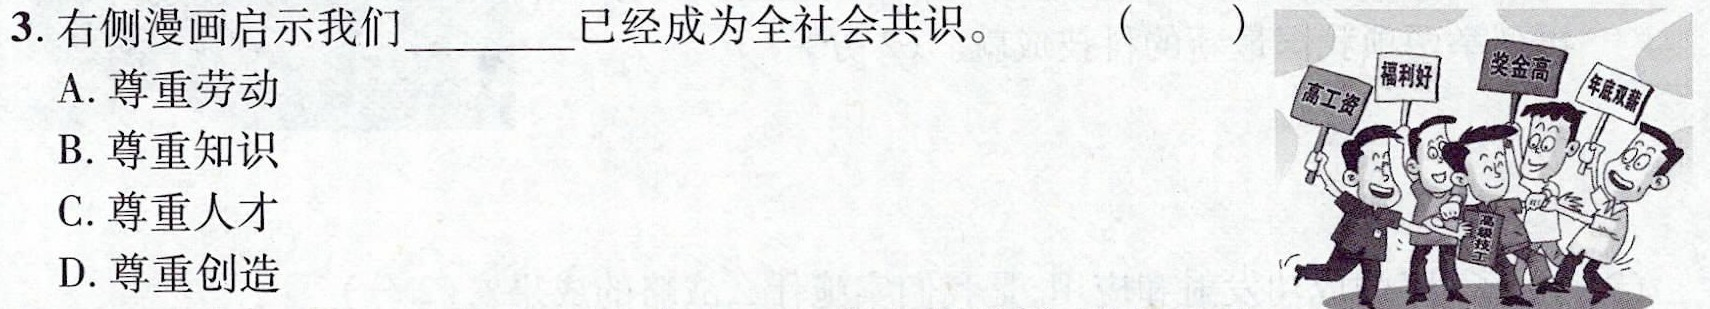 3. 右侧漫画启示我们________已经成为全社会共识。 (    )
A. 尊重劳动
B. 尊重知识
C. 尊重人才
D. 尊重创造
高工资
福利好
奖金高
年底双薪
高级技工